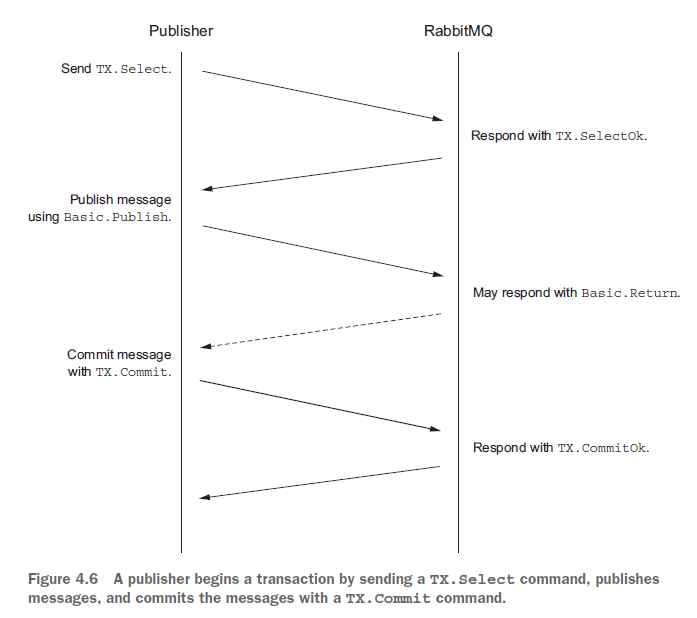 Publisher
RabbitMQ
Send TX.Select.
Respond with TX.SelectOk.
Publish message
using Basic.Publish.
May respond with Basic.Return.
Commit message
with TX.Commit.
Respond with TX.CommitOk.
Figure 4.6 A publisher begins a transaction by sending a TX.Select command, publishes
messages, and commits the messages with a TX.Commit command.